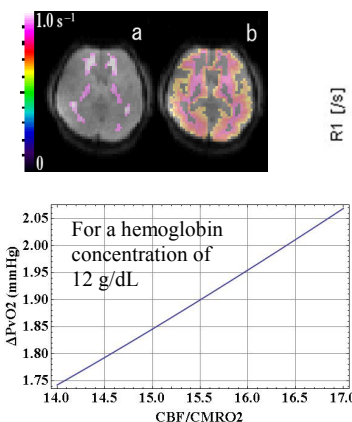 1.0 s⁻¹
a
b
0
R1 [/s]
For a hemoglobin
concentration of
12 g/dL
ΔPvO2 (mmHg)
2.05
2.00
1.95
1.90
1.85
1.80
1.75
14.0 14.5 15.0 15.5 16.0 16.5 17.0
CBF/CMRO2